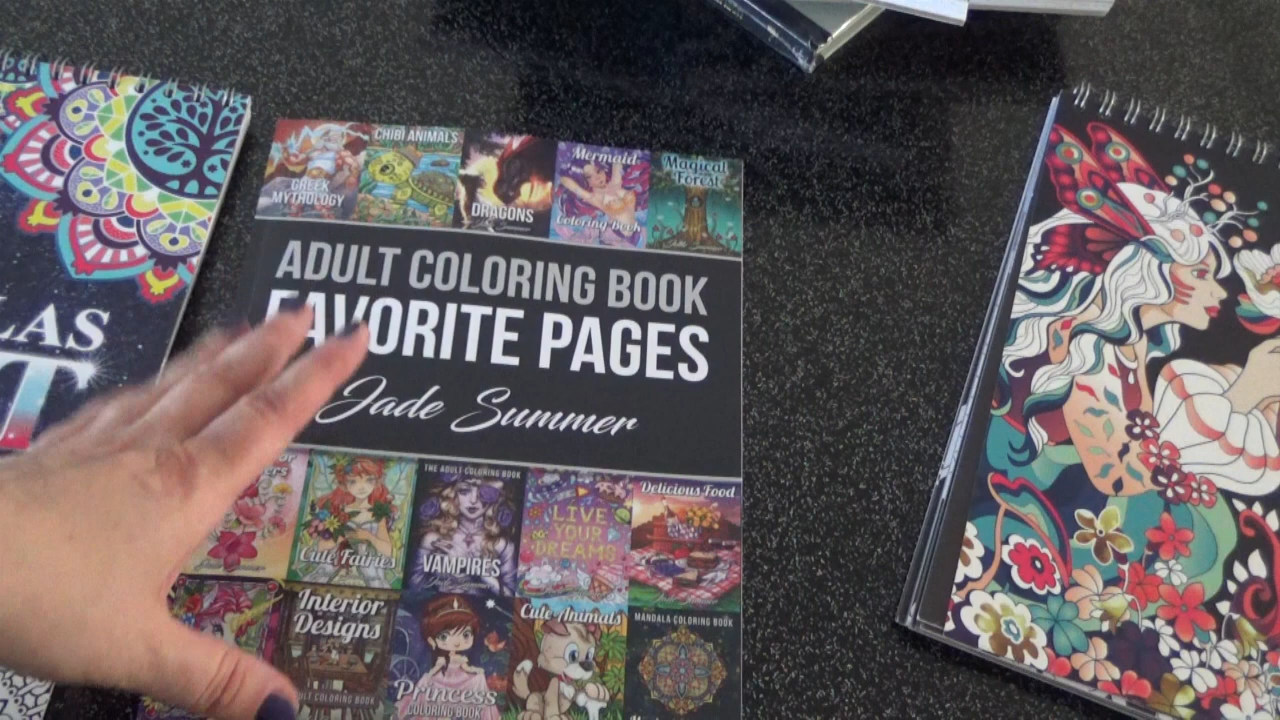 CHIBI ANIMALS
GREEK
MYTHOLOGY
DRAGONS
Mermaid
Coloring Book
Magical
Forest
ADULT COLORING BOOK
FAVORITE PAGES
Jade Summer
LAS
T
Cute Fairies
THE ADULT COLORING BOOK
VAMPIRES
LIVE
YOUR
DREAMS
Delicious Food
Interior
Designs
Princess
COLORING BOOK
Cute Animals
MANDALA COLORING BOOK